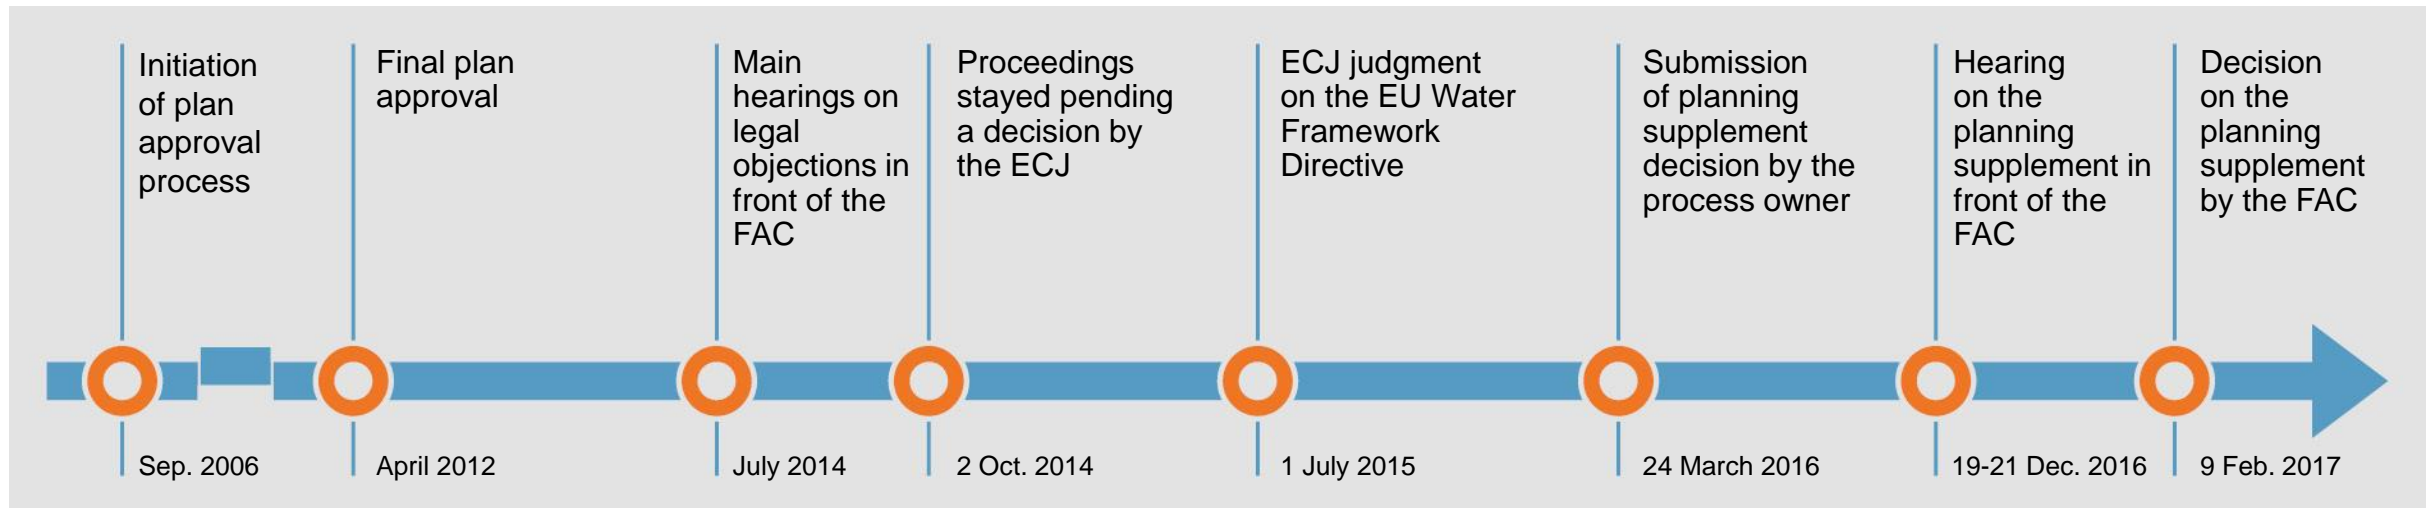 Initiation
of plan
approval
process
Final plan
approval
Main
hearings on
legal
objections in
front of the
FAC
Proceedings
stayed pending
a decision by
the ECJ
ECJ judgment
on the EU Water
Framework
Directive
Submission
of planning
supplement
decision by the
process owner
Hearing
on the
planning
supplement in
front of the
FAC
Decision
on the
planning
supplement
by the FAC
Sep. 2006
April 2012
July 2014
2 Oct. 2014
1 July 2015
24 March 2016
19-21 Dec. 2016
9 Feb. 2017